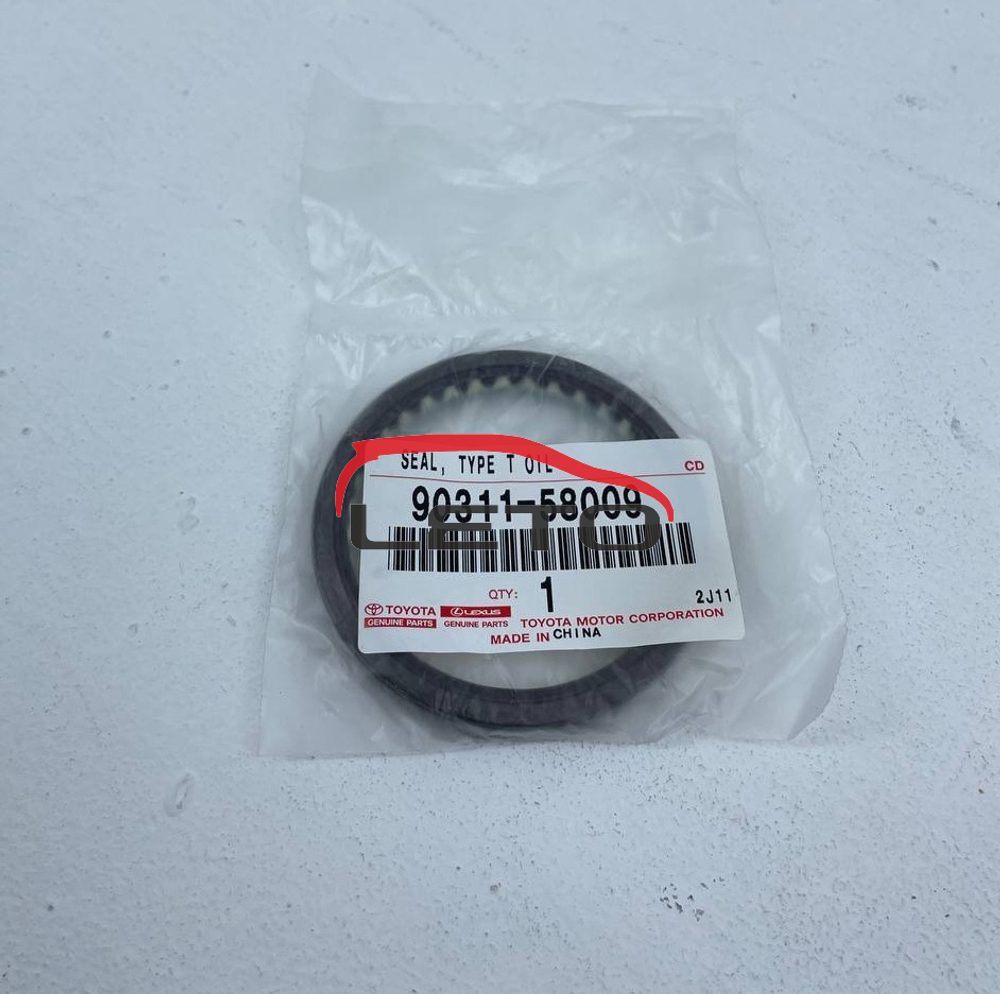 SEAL, TYPE T OIL
CD
90311-58009
LETO
QTY: 1
2J11
TOYOTA
GENUINE PARTS
LEXUS
GENUINE PARTS
TOYOTA MOTOR CORPORATION
MADE IN CHINA